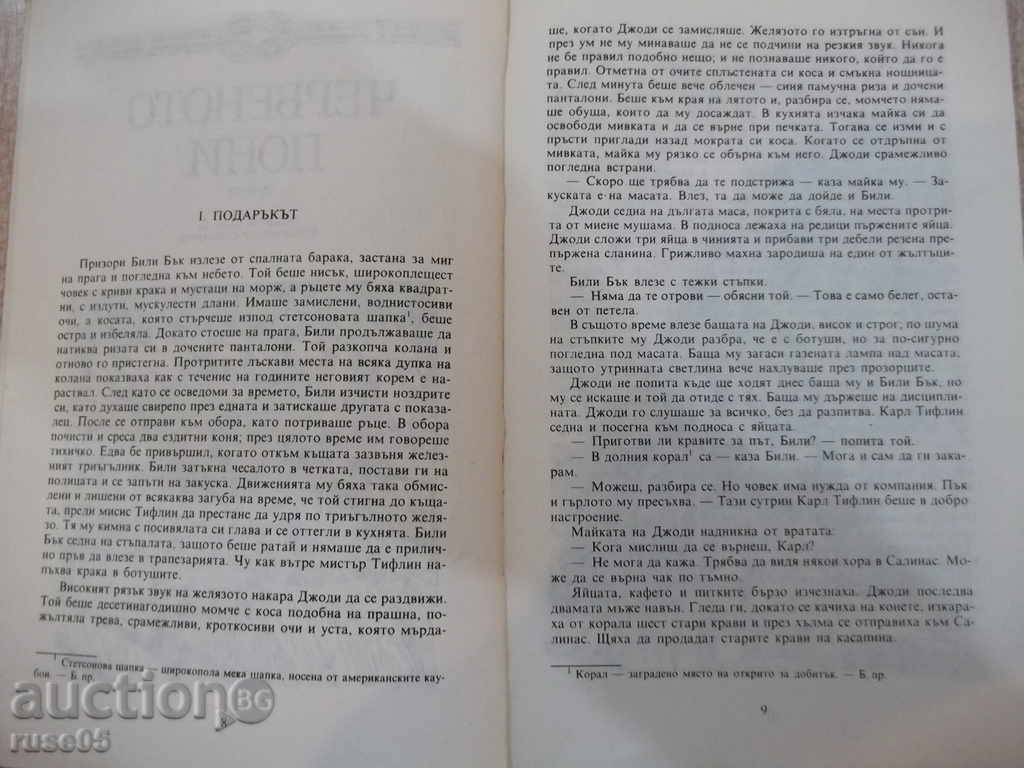 I. ПОДАРЪКЪТ
Призори Били Бък излезе от спалната барака, застана за миг
на прага и погледна към небето. Той беше нисък, широкоплещест
човек с криви крака и мустаци на морж, а ръцете му бяха квадрат-
ни, с издути, мускулести длани. Имаше замислени, воднистосиви
очи, а косата, която стърчеше изпод стетсоновата шапка¹, беше
остра и избеляла. Докато стоеше на прага, Били продължаваше да
натиква ризата си в дочените панталони. Той разкопча колана и
отново го пристегна. Протритите лъскави места на всяка дупка на
колана показваха как с течение на годините неговият корем е на-
раствал. След като се осведоми за времето, Били изчисти ноздрите
си, като духаше свирепо през едната и затискаше другата с показа-
лец. После се отправи към обора, като потриваше ръце. В обора
почисти и среса два ездитни коня; през цялото време им говореше
тихичко. Едва бе привършил, когато откъм къщата зазвъня желез-
ният триъгълник. Били затъкна чесалото в четката, постави ги на
полицата и се запъти на закуска. Движенията му бяха така обмис-
лени и лишени от всякаква загуба на време, че той стигна до къща-
та, преди мисис Тифлин да престане да удря по триъгълното желя-
зо. Тя му кимна с посивялата си глава и се оттегли в кухнята. Били
Бък седна на стъпалата, защото беше ратай и нямаше да е прилич-
но пръв да влезе в трапезарията. Чу как вътре мистър Тифлин на-
пъхва крака в ботушите.
Високият рязък звук на желязото накара Джоди да се раздвижи.
Той беше десетинагодишно момче с коса подобна на прашна, по-
жълтяла трева, срамежливи, кроткосиви очи и уста, която мърда-
¹ Стетсонова шапка — широкопола мека шапка, носена от американските кау-
бои. — Б. пр.
8
ше, когато Джоди се замисляше. Желязото го изтръгна от сън. И
през ум не му минаваше да не се подчини на резкия звук. Никога
не бе правил подобно нещо; и не познаваше никого, който да го е
правил. Отметна от очите сплъстената си коса и смъкна нощница-
та. След минута беше вече облечен — синя памучна риза и дочени
панталони. Беше към края на лятото и, разбира се, момчето няма-
ше обуща, които да му досаждат. В кухнята изчака майка си да
освободи мивката и да се върне при печката. Тогава се изми и с
пръсти приглади назад мократа си коса. Когато се отдръпна от
мивката, майка му рязко се обърна към него. Джоди срамежливо
погледна встрани.
— Скоро ще трябва да те подстрижа — каза майка му. — За-
куската е на масата. Влез, та да може да дойде и Били.
Джоди седна на дългата маса, покрита с бяла, на места протри-
та от миене мушама. В подноса лежаха на редици пържените яйца.
Джоди сложи три яйца в чинията и прибави три дебели резена пре-
пържена сланина. Грижливо махна зародиша на един от жълтъци-
те.
Били Бък влезе с тежки стъпки.
— Няма да те отрови — обясни той. — Това е само белег, оста-
вен от петела.
В същото време влезе бащата на Джоди, висок и строг; по шума
на стъпките му Джоди разбра, че е с ботуши, но за по-сигурно
погледна под масата. Баща му загаси газената лампа над масата,
защото утринната светлина вече нахлуваше през прозорците.
Джоди не попита къде ще ходят днес баща му и Били Бък, но
му се искаше и той да отиде с тях. Баща му държеше на дисципли-
ната. Джоди го слушаше за всичко, без да разпитва. Карл Тифлин
седна и посегна към подноса с яйцата.
— Приготви ли кравите за път, Били? — попита той.
— В долния корал¹ са — каза Били. — Мога и сам да ги зака-
рам.
— Можеш, разбира се. Но човек има нужда от компания. Пък
и гърлото му пресъхва. — Тази сутрин Карл Тифлин беше в добро
настроение.
Майката на Джоди надникна от вратата:
— Кога мислиш да се върнеш, Карл?
— Не мога да кажа. Трябва да видя някои хора в Салинас. Мо-
же да се върна чак по тъмно.
Яйцата, кафето и питките бързо изчезнаха. Джоди последва
двамата мъже навън. Гледа ги, докато се качиха на конете, изкара-
ха от корала шест стари крави и през хълма се отправиха към Са-
линас. Щяха да продадат старите крави на касапина.
¹ Корал — заградено място на открито за добитък. — Б. пр.
9
ЧЕРВЕНОТО
ПОНИ
auction BG
ruse05